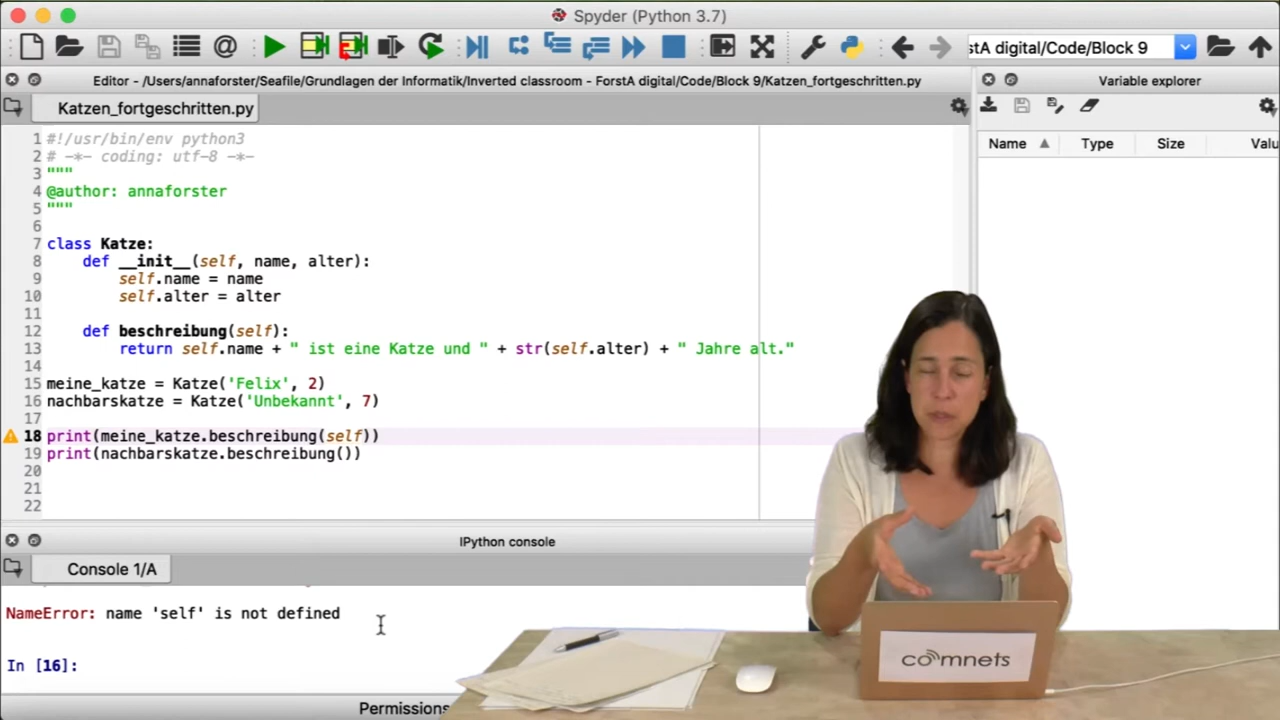 Spyder (Python 3.7)
stA digital/Code/Block 9
Editor - /Users/annaforster/Seafile/Grundlagen der Informatik/Inverted classroom - ForstA digital/Code/Block 9/Katzen_fortgeschritten.py
Variable explorer
Katzen_fortgeschritten.py
Name Type Size Valu
1 #!/usr/bin/env python3
2 # -*- coding: utf-8 -*-
3 """
4 @author: annaforster
5 """
6
7 class Katze:
8 def __init__(self, name, alter):
9 self.name = name
10 self.alter = alter
11
12 def beschreibung(self):
13 return self.name + " ist eine Katze und " + str(self.alter) + " Jahre alt."
14
15 meine_katze = Katze('Felix', 2)
16 nachbarskatze = Katze('Unbekannt', 7)
17
18 print(meine_katze.beschreibung(self))
19 print(nachbarskatze.beschreibung())
20
21
22
IPython console
Console 1/A
NameError: name 'self' is not defined
In [16]:
Permissions
comnets